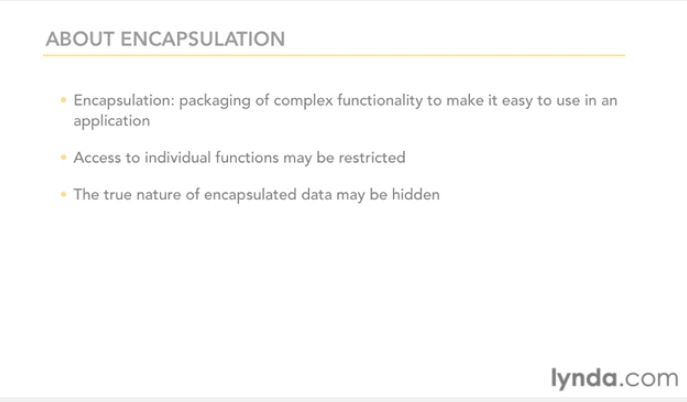 ABOUT ENCAPSULATION
• Encapsulation: packaging of complex functionality to make it easy to use in an
application
• Access to individual functions may be restricted
• The true nature of encapsulated data may be hidden
lynda.com